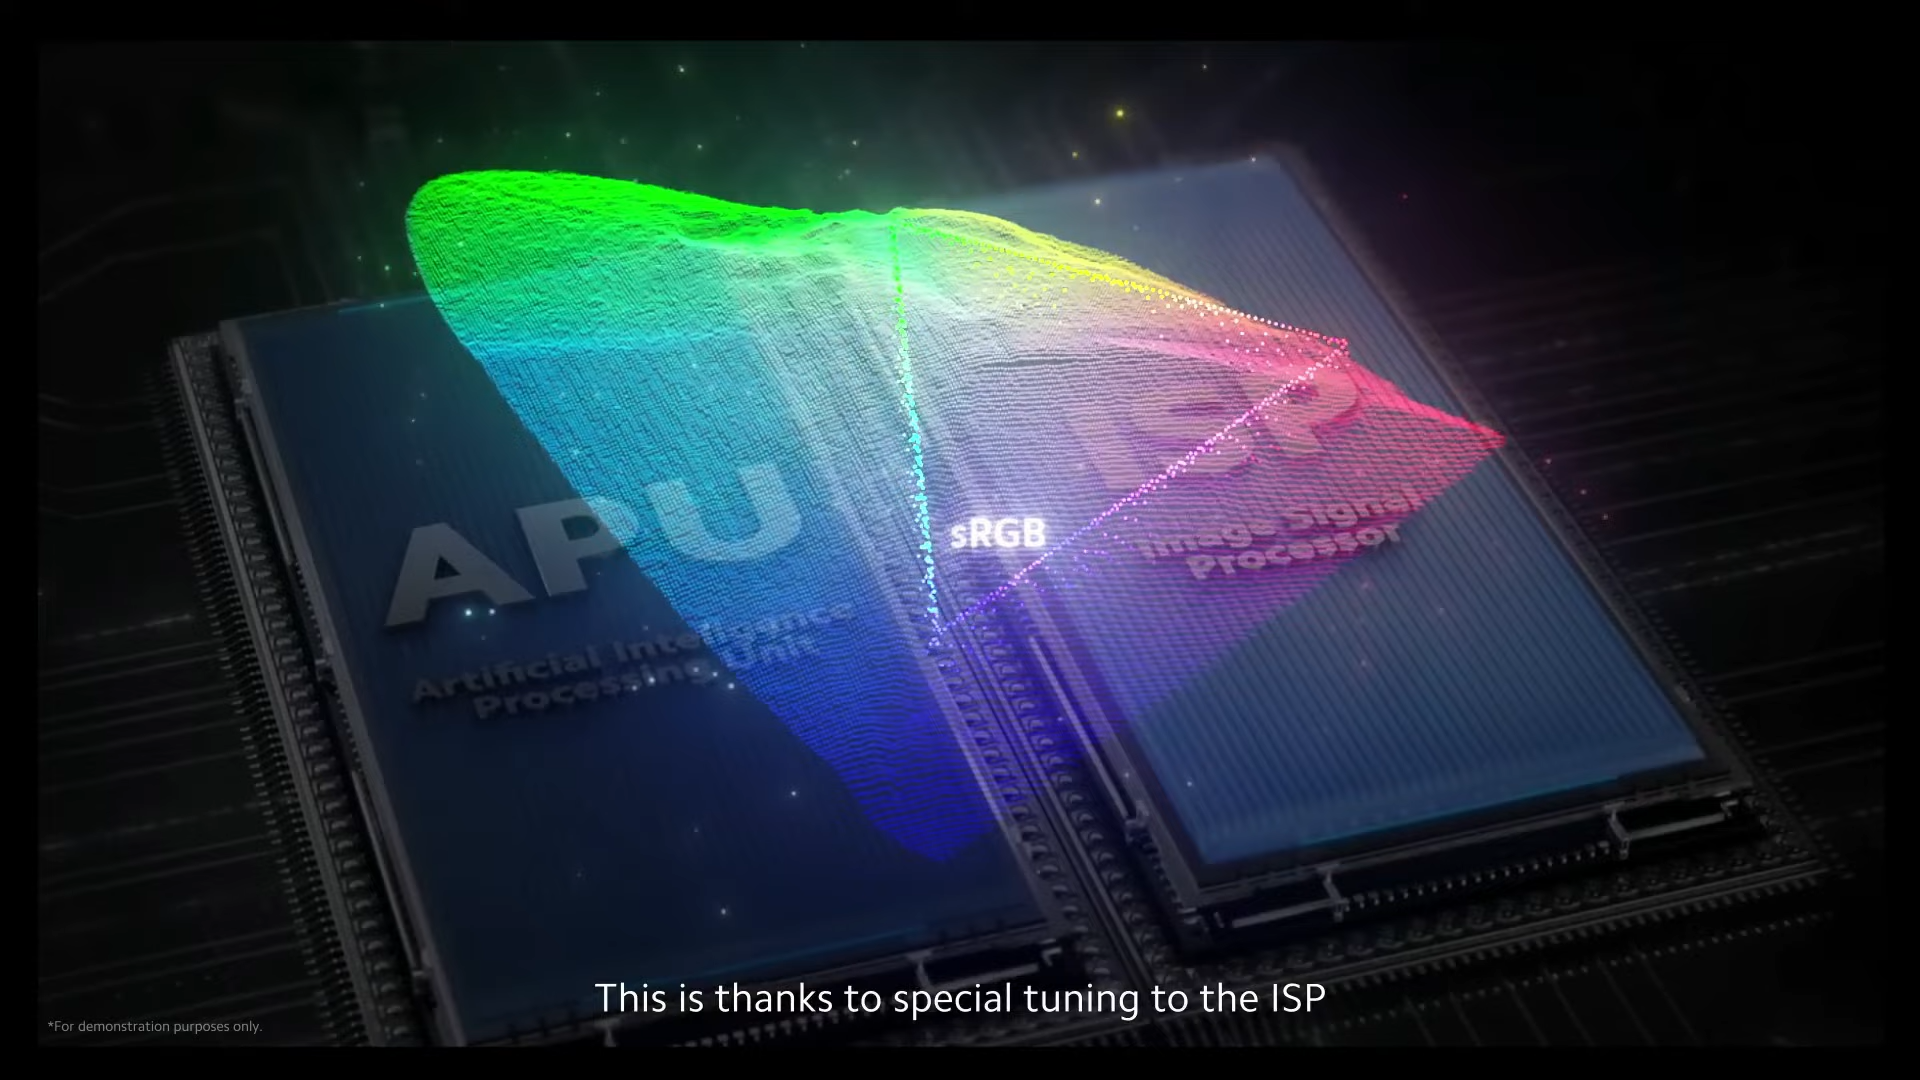 ISP
Image Signal
Processor
APU
Artificial Intelligence
Processing Unit
sRGB
This is thanks to special tuning to the ISP
*For demonstration purposes only.